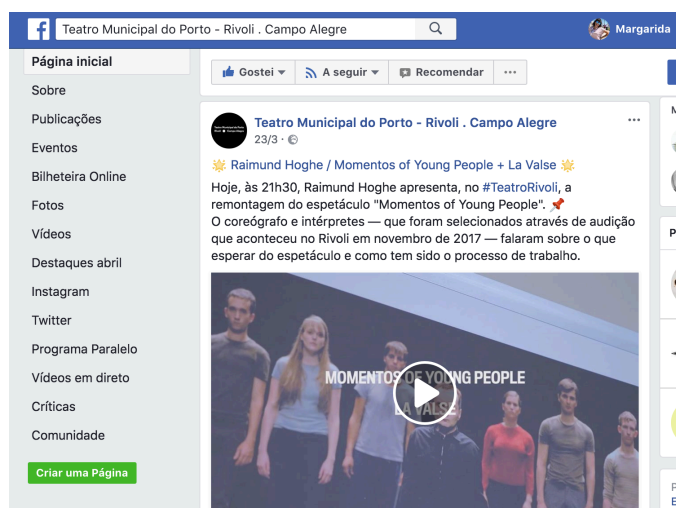 Teatro Municipal do Porto - Rivoli . Campo Alegre
Margarida
Página inicial
Sobre
Publicações
Eventos
Bilheteira Online
Fotos
Vídeos
Destaques abril
Instagram
Twitter
Programa Paralelo
Vídeos em direto
Críticas
Comunidade
Criar uma Página
Gostei
A seguir
Recomendar
Teatro Municipal do Porto - Rivoli . Campo Alegre
23/3
Raimund Hoghe / Momentos of Young People + La Valse
Hoje, às 21h30, Raimund Hoghe apresenta, no #TeatroRivoli, a
remontagem do espetáculo "Momentos of Young People".
O coreógrafo e intérpretes — que foram selecionados através de audição
que aconteceu no Rivoli em novembro de 2017 — falaram sobre o que
esperar do espetáculo e como tem sido o processo de trabalho.
MOMENTOS OF YOUNG PEOPLE
LA VALSE